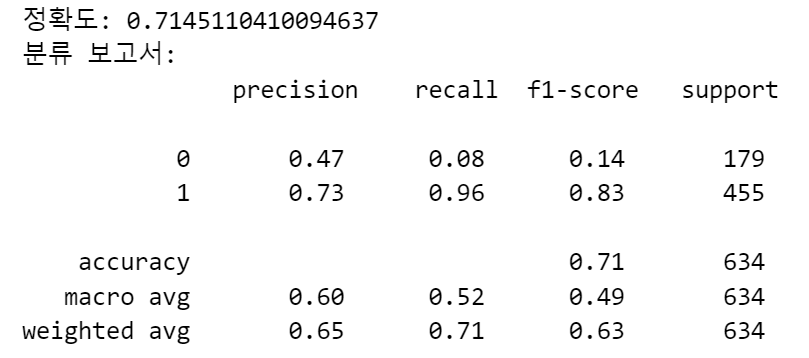 정확도: 0.7145110410094637
분류 보고서:
precision recall f1-score support
0 0.47 0.08 0.14 179
1 0.73 0.96 0.83 455
accuracy 0.71 634
macro avg 0.60 0.52 0.49 634
weighted avg 0.65 0.71 0.63 634